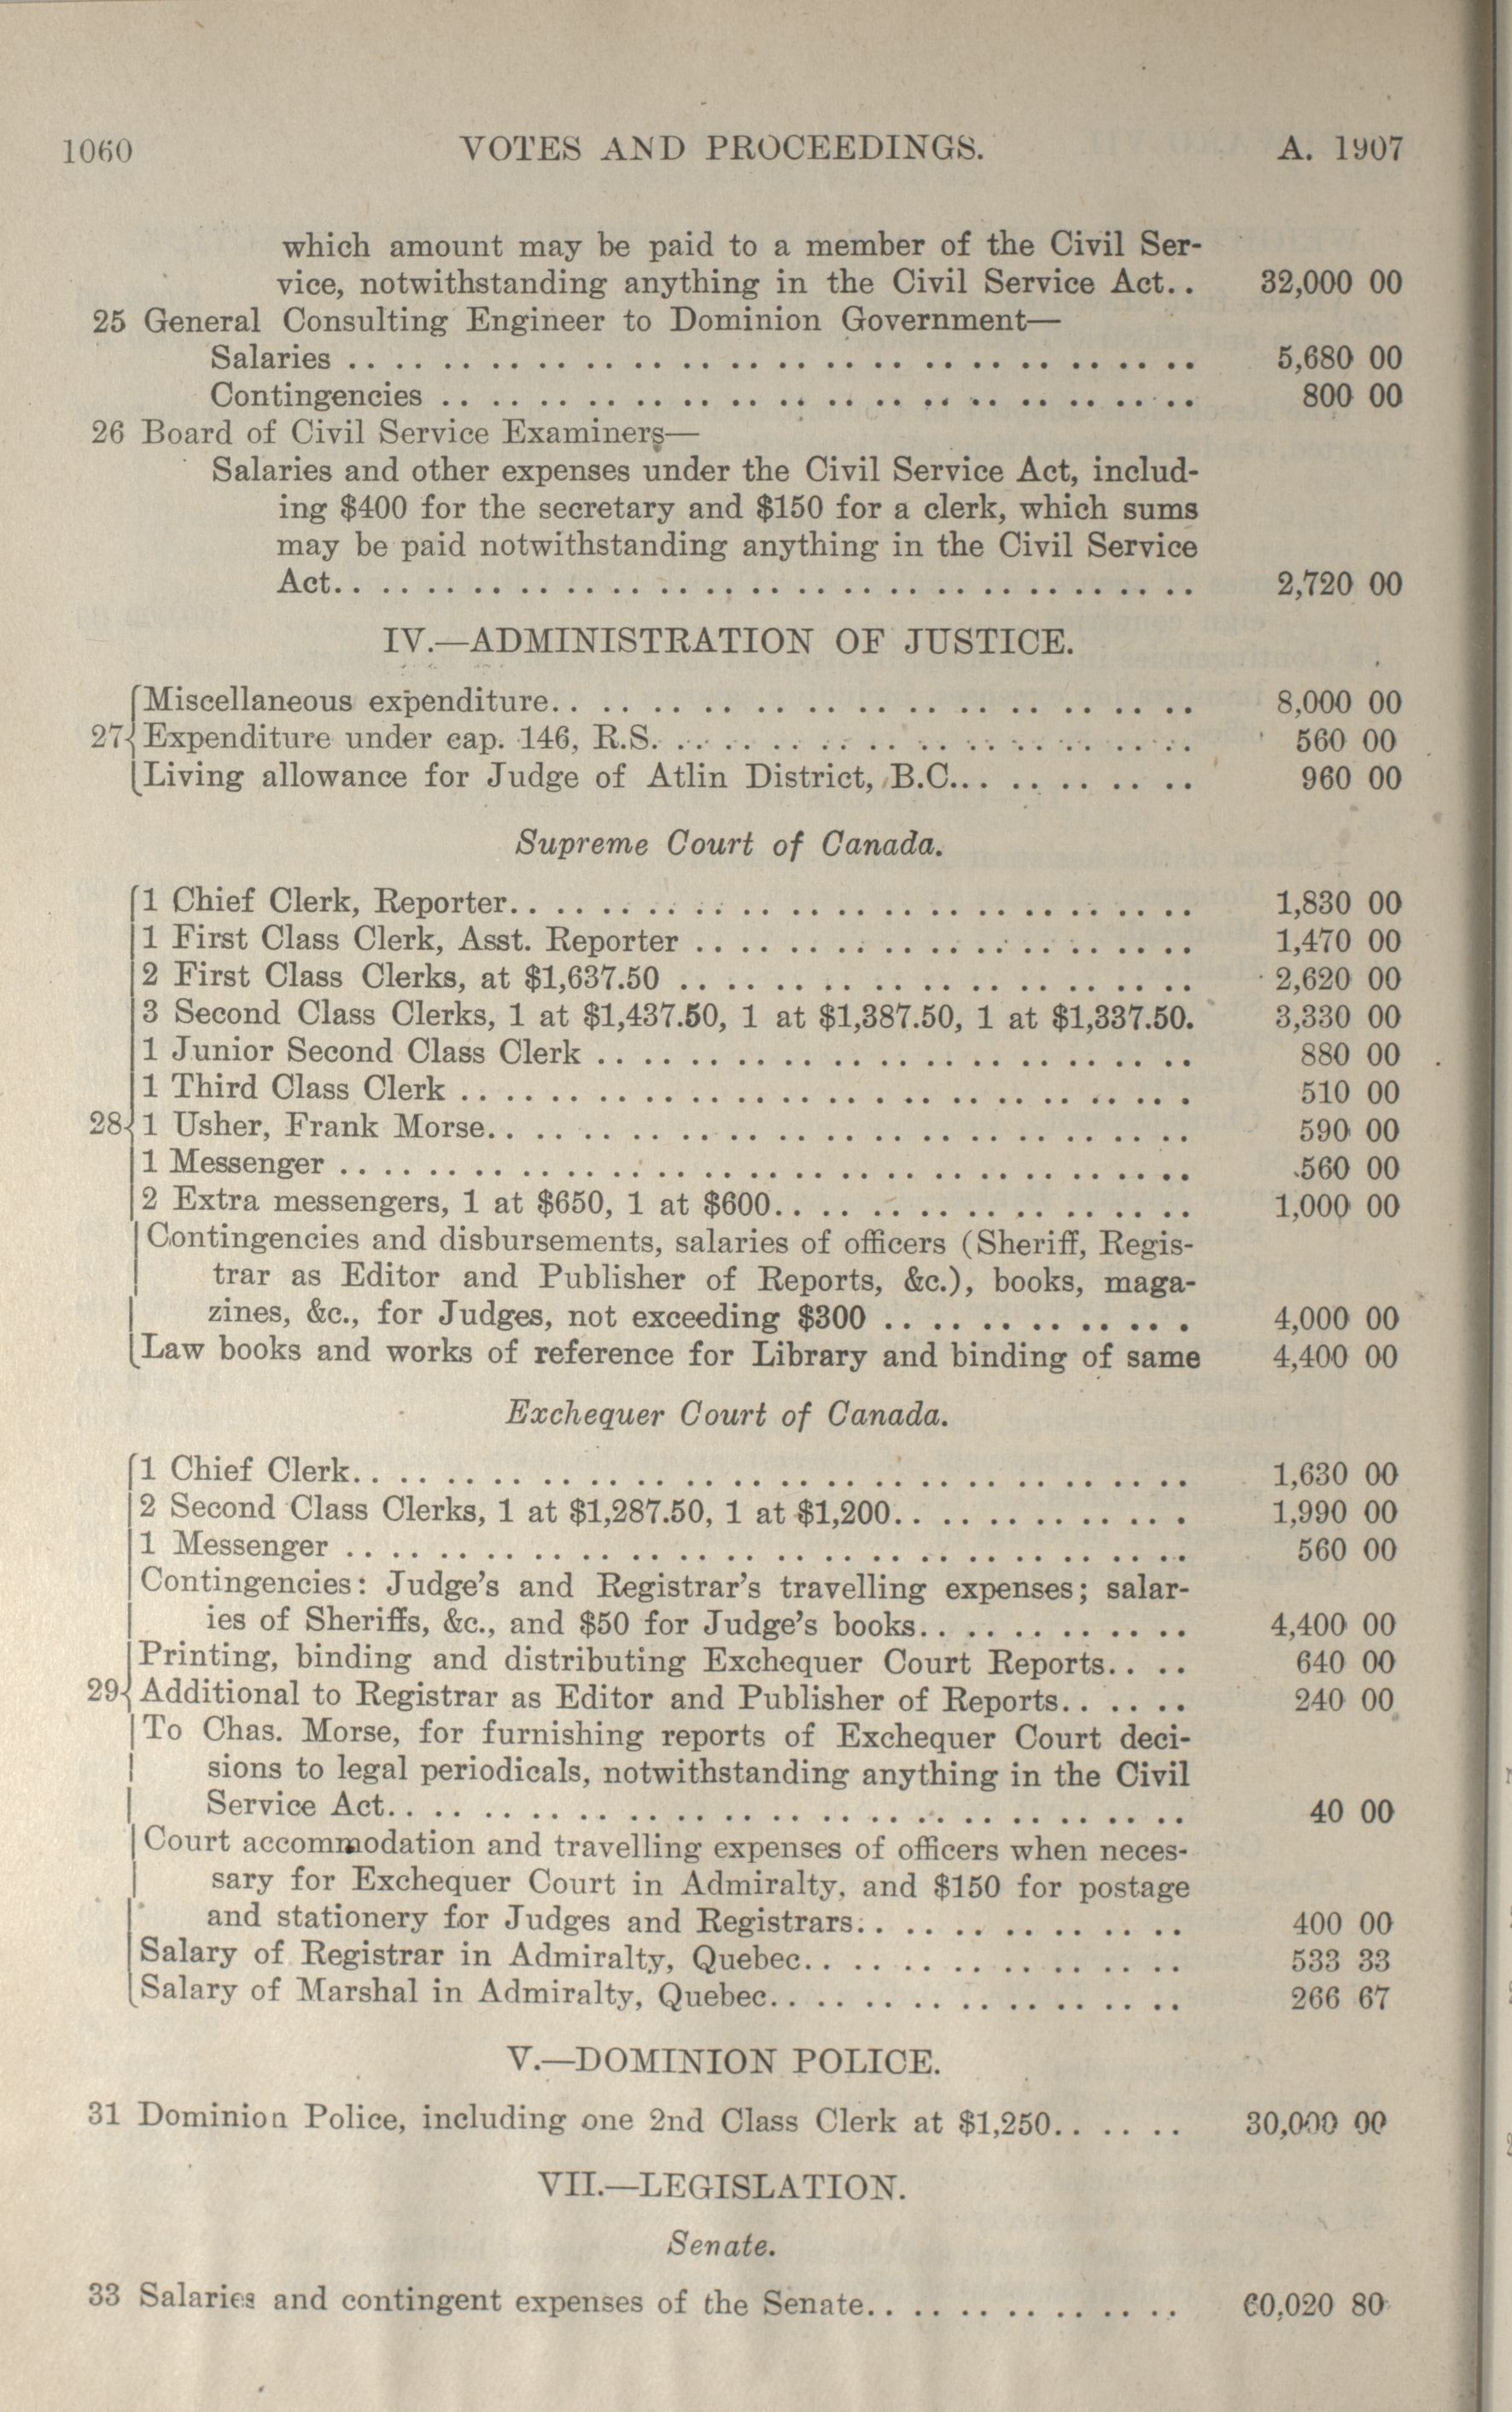 1060 VOTES AND PROCEEDINGS. A. 1907
which amount may be paid to a member of the Civil Ser-
vice, notwithstanding anything in the Civil Service Act.. 32,000 00
25 General Consulting Engineer to Dominion Government—
Salaries .. .. .. .. .. .. .. .. .. .. .. .. .. .. .. .. .. .. 5,680 00
Contingencies .. .. .. .. .. .. .. .. .. .. .. .. .. .. .. .. 800 00
26 Board of Civil Service Examiners—
Salaries and other expenses under the Civil Service Act, includ-
ing $400 for the secretary and $150 for a clerk, which sums
may be paid notwithstanding anything in the Civil Service
Act.. .. .. .. .. .. .. .. .. .. .. .. .. .. .. .. .. .. .. 2,720 00
IV.—ADMINISTRATION OF JUSTICE.
Miscellaneous expenditure.. .. .. .. .. .. .. .. .. .. .. .. .. .. 8,000 00
27 Expenditure under cap. 146, R.S. .. .. .. .. .. .. .. .. .. .. .. 560 00
Living allowance for Judge of Atlin District, B.C... .. .. .. .. 960 00
Supreme Court of Canada.
1 Chief Clerk, Reporter.. .. .. .. .. .. .. .. .. .. .. .. .. .. .. 1,830 00
1 First Class Clerk, Asst. Reporter .. .. .. .. .. .. .. .. .. .. .. 1,470 00
2 First Class Clerks, at $1,637.50 .. .. .. .. .. .. .. .. .. .. .. 2,620 00
3 Second Class Clerks, 1 at $1,437.50, 1 at $1,387.50, 1 at $1,337.50. 3,330 00
1 Junior Second Class Clerk .. .. .. .. .. .. .. .. .. .. .. .. .. 880 00
1 Third Class Clerk .. .. .. .. .. .. .. .. .. .. .. .. .. .. .. .. 510 00
28 1 Usher, Frank Morse.. .. .. .. .. .. .. .. .. .. .. .. .. .. .. 590 00
1 Messenger .. .. .. .. .. .. .. .. .. .. .. .. .. .. .. .. .. .. 560 00
2 Extra messengers, 1 at $650, 1 at $600.. .. .. .. .. .. .. .. .. 1,000 00
Contingencies and disbursements, salaries of officers (Sheriff, Regis-
trar as Editor and Publisher of Reports, &c.), books, maga-
zines, &c., for Judges, not exceeding $300 .. .. .. .. .. .. . 4,000 00
Law books and works of reference for Library and binding of same 4,400 00
Exchequer Court of Canada.
1 Chief Clerk.. .. .. .. .. .. .. .. .. .. .. .. .. .. .. .. .. .. 1,630 00
2 Second Class Clerks, 1 at $1,287.50, 1 at $1,200.. .. .. .. .. .. . 1,990 00
1 Messenger .. .. .. .. .. .. .. .. .. .. .. .. .. .. .. .. .. .. 560 00
Contingencies: Judge's and Registrar's travelling expenses; salar-
ies of Sheriffs, &c., and $50 for Judge's books.. .. .. .. .. .. 4,400 00
Printing, binding and distributing Exchequer Court Reports.. .. 640 00
29 Additional to Registrar as Editor and Publisher of Reports.. .. .. 240 00
To Chas. Morse, for furnishing reports of Exchequer Court deci-
sions to legal periodicals, notwithstanding anything in the Civil
Service Act.. .. .. .. .. .. .. .. .. .. .. .. .. .. .. .. .. 40 00
Court accommodation and travelling expenses of officers when neces-
sary for Exchequer Court in Admiralty, and $150 for postage
and stationery for Judges and Registrars.. .. .. .. .. .. .. 400 00
Salary of Registrar in Admiralty, Quebec.. .. .. .. .. .. .. .. 533 33
Salary of Marshal in Admiralty, Quebec.. .. .. .. .. .. .. .. .. 266 67
V.—DOMINION POLICE.
31 Dominion Police, including one 2nd Class Clerk at $1,250.. .. .. 30,000 00
VII.—LEGISLATION.
Senate.
33 Salaries and contingent expenses of the Senate.. .. .. .. .. .. .. 60,020 80